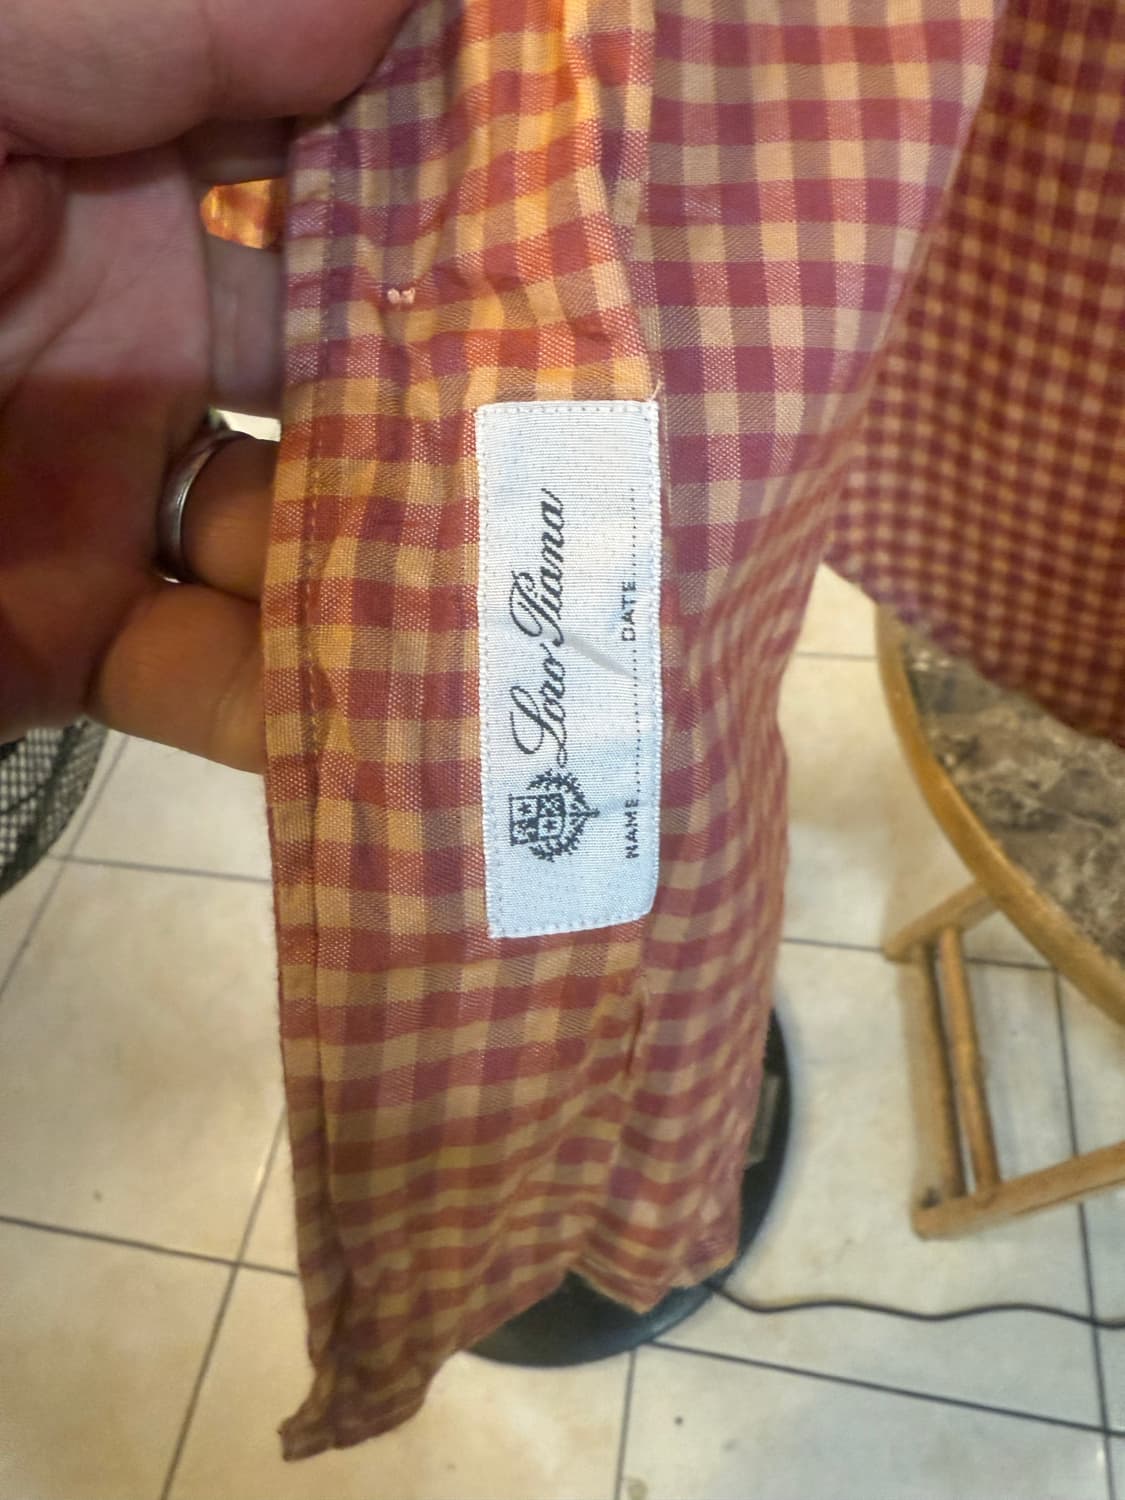 Loro Piana
NAME..............DATE..............